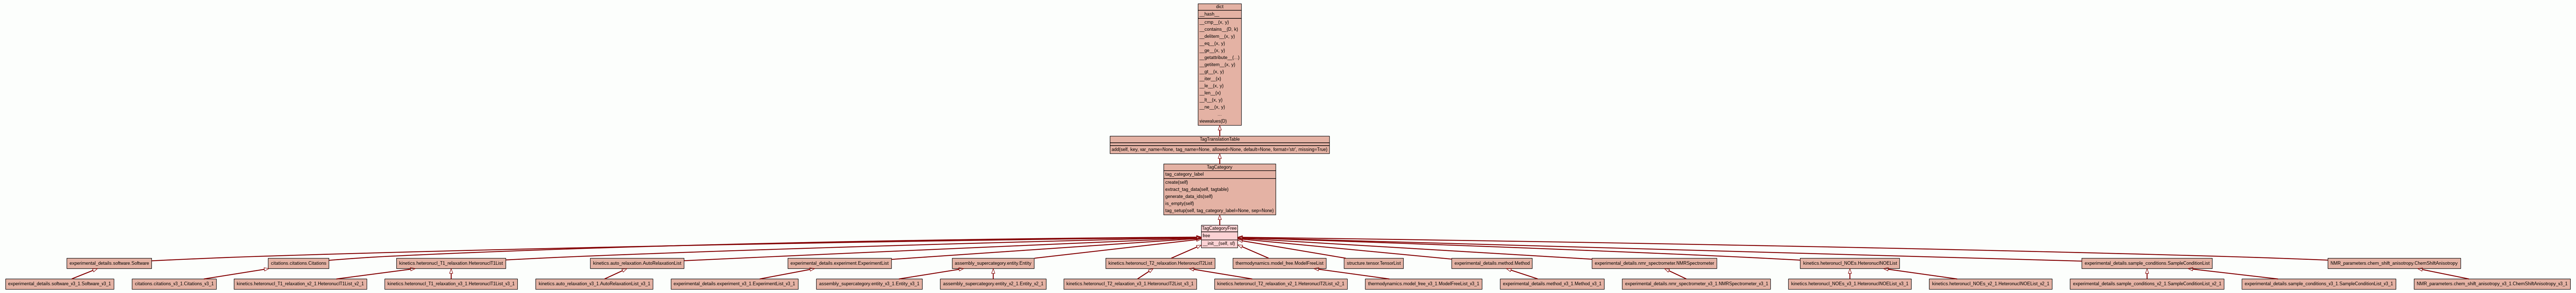 dict
__hash__
__cmp__(x, y)
__contains__(D, k)
__delitem__(x, y)
__eq__(x, y)
__ge__(x, y)
__getattribute__(...)
__getitem__(x, y)
__gt__(x, y)
__iter__(x)
__le__(x, y)
__len__(x)
__lt__(x, y)
__ne__(x, y)
...
viewvalues(D)
TagTranslationTable
add(self, key, var_name=None, tag_name=None, allowed=None, default=None, format='str', missing=True)
TagCategory
tag_category_label
create(self)
extract_tag_data(self, tagtable)
generate_data_ids(self)
is_empty(self)
tag_setup(self, tag_category_label=None, sep=None)
TagCategoryFree
free
__init__(self, sf)
experimental_details.software.Software
citations.citations.Citations
kinetics.heteronucl_T1_relaxation.HeteronuclT1List
kinetics.auto_relaxation.AutoRelaxationList
experimental_details.experiment.ExperimentList
assembly_supercategory.entity.Entity
kinetics.heteronucl_T2_relaxation.HeteronuclT2List
thermodynamics.model_free.ModelFreeList
structure.tensor.TensorList
experimental_details.method.Method
experimental_details.nmr_spectrometer.NMRSpectrometer
kinetics.heteronucl_NOEs.HeteronuclNOEList
experimental_details.sample_conditions.SampleConditionList
NMR_parameters.chem_shift_anisotropy.ChemShiftAnisotropy
experimental_details.software_v3_1.Software_v3_1
citations.citations_v3_1.Citations_v3_1
kinetics.heteronucl_T1_relaxation_v2_1.HeteronuclT1List_v2_1
kinetics.heteronucl_T1_relaxation_v3_1.HeteronuclT1List_v3_1
kinetics.auto_relaxation_v3_1.AutoRelaxationList_v3_1
experimental_details.experiment_v3_1.ExperimentList_v3_1
assembly_supercategory.entity_v3_1.Entity_v3_1
assembly_supercategory.entity_v2_1.Entity_v2_1
kinetics.heteronucl_T2_relaxation_v3_1.HeteronuclT2List_v3_1
kinetics.heteronucl_T2_relaxation_v2_1.HeteronuclT2List_v2_1
thermodynamics.model_free_v3_1.ModelFreeList_v3_1
experimental_details.method_v3_1.Method_v3_1
experimental_details.nmr_spectrometer_v3_1.NMRSpectrometer_v3_1
kinetics.heteronucl_NOEs_v3_1.HeteronuclNOEList_v3_1
kinetics.heteronucl_NOEs_v2_1.HeteronuclNOEList_v2_1
experimental_details.sample_conditions_v2_1.SampleConditionList_v2_1
experimental_details.sample_conditions_v3_1.SampleConditionList_v3_1
NMR_parameters.chem_shift_anisotropy_v3_1.ChemShiftAnisotropy_v3_1